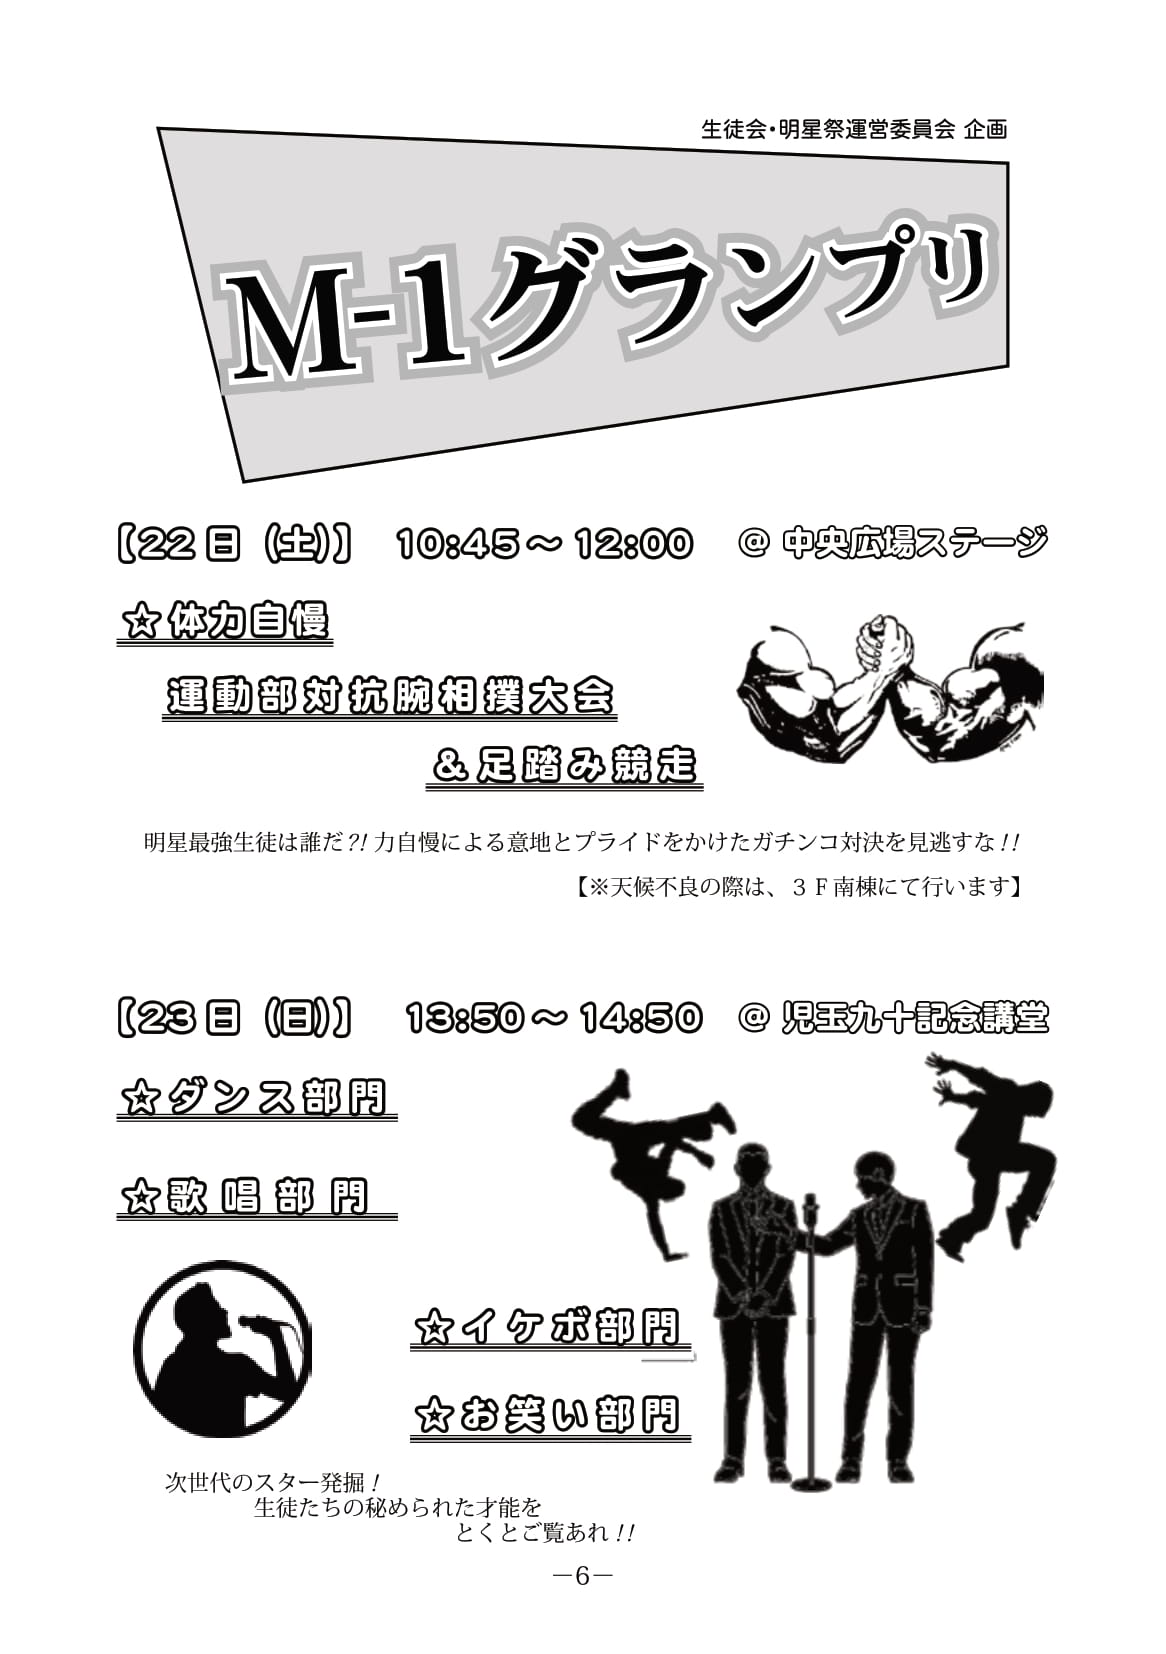 生徒会・明星祭運営委員会 企画
M-1グランプリ
【22日（土）】 10:45～12:00 @ 中央広場ステージ
☆体力自慢
運動部対抗腕相撲大会
&足踏み競走
明星最強生徒は誰だ?! 力自慢による意地とプライドをかけたガチンコ対決を見逃すな!!
【※天候不良の際は、３Ｆ南棟にて行います】
【23日（日）】 13:50～14:50 @ 児玉九十記念講堂
☆ダンス部門
☆歌唱部門
☆イケボ部門
☆お笑い部門
次世代のスター発掘！
生徒たちの秘められた才能を
とくとご覧あれ!!
－6－